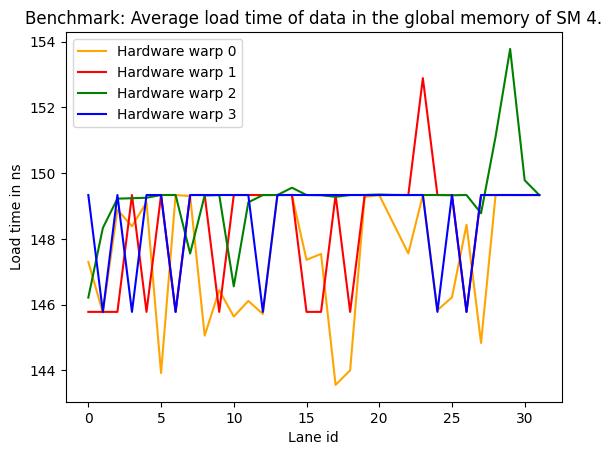 Benchmark: Average load time of data in the global memory of SM 4.
Hardware warp 0
Hardware warp 1
Hardware warp 2
Hardware warp 3
154
152
150
148
146
144
Load time in ns
0 5 10 15 20 25 30
Lane id